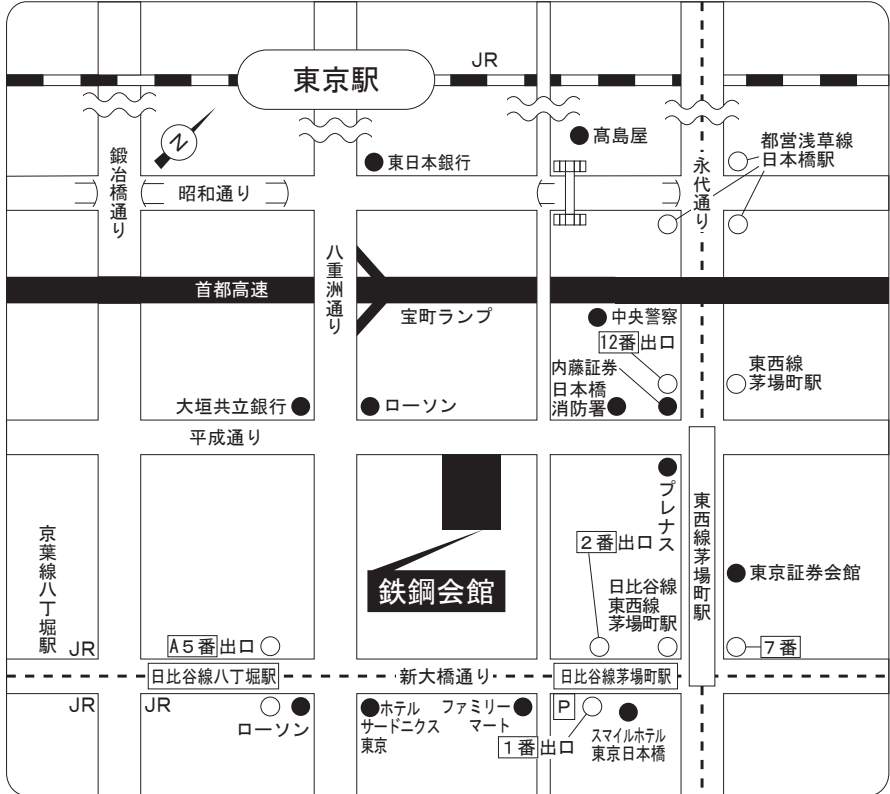 JR
東京駅
N
髙島屋
都営浅草線
日本橋駅
東日本銀行
鍛冶橋通り
昭和通り
永代通り
八重洲通り
首都高速
宝町ランプ
中央警察
12番出口
内藤証券
日本橋
消防署
東西線
茅場町駅
大垣共立銀行
ローソン
平成通り
プレナス
東西線茅場町駅
京葉線八丁堀駅
2番出口
鉄鋼会館
日比谷線
東西線
茅場町駅
東京証券会館
JR
A5番出口
7番
日比谷線八丁堀駅
新大橋通り
日比谷線茅場町駅
JR
JR
ローソン
ホテル
サードニクス
東京
ファミリー
マート
P
1番出口
スマイルホテル
東京日本橋